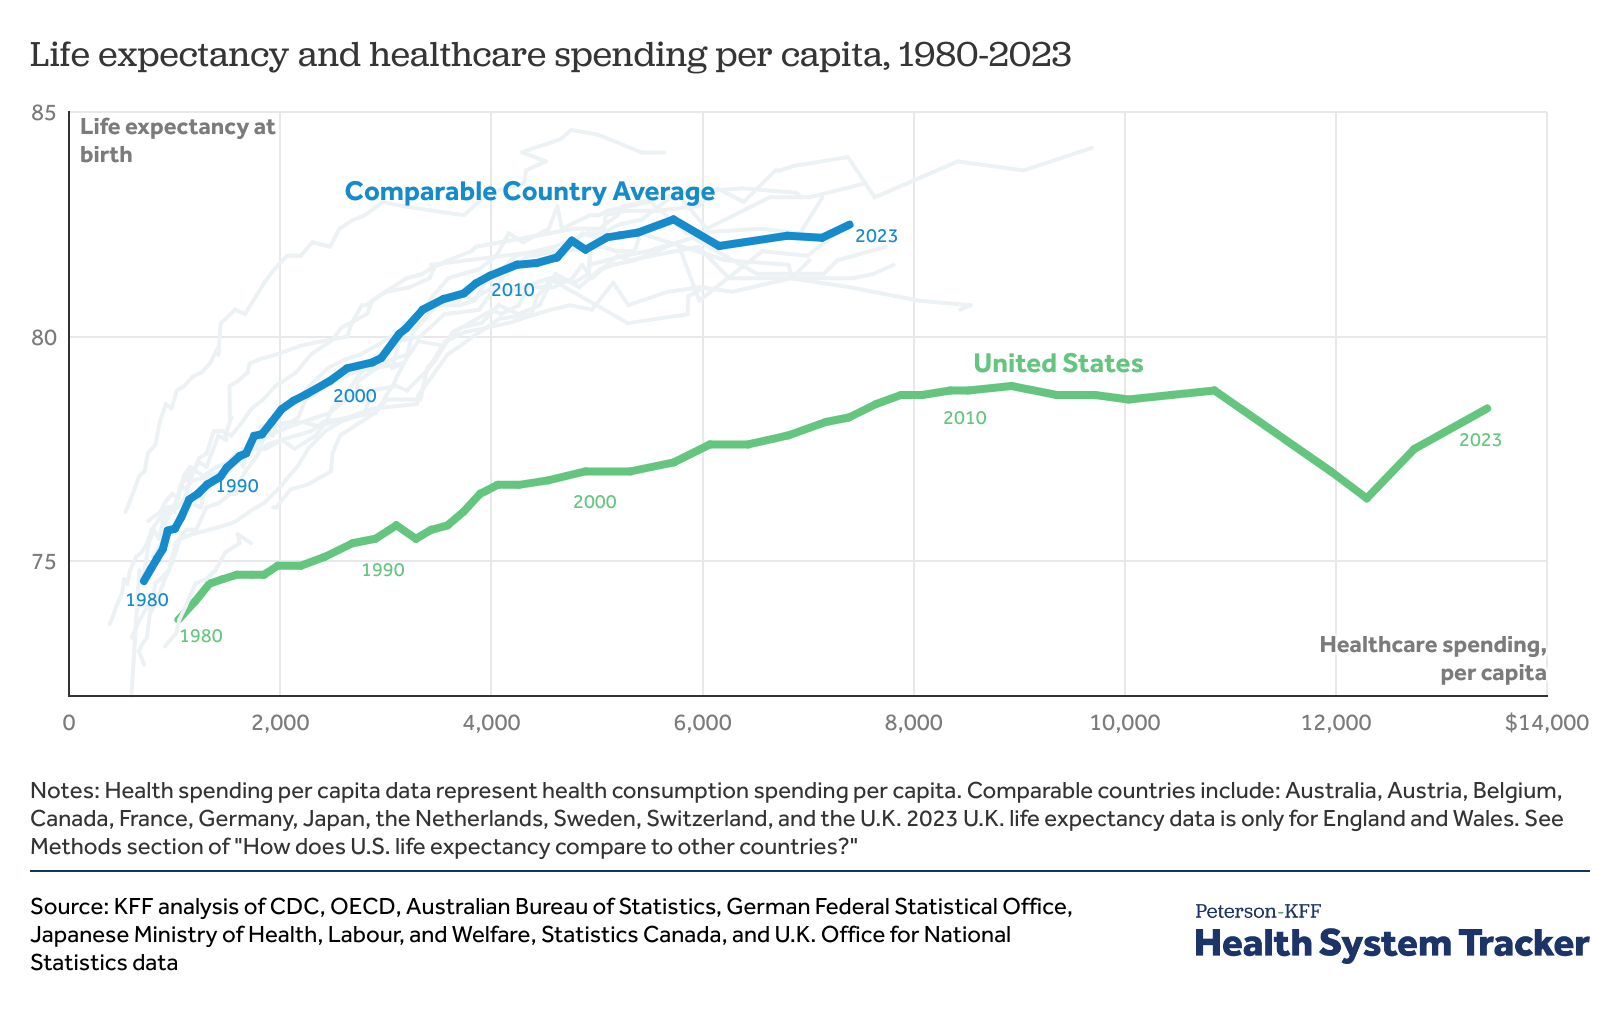 Life expectancy and healthcare spending per capita, 1980-2023
85
Life expectancy at
birth
Comparable Country Average
2023
2010
80
United States
2000
2010
2023
1990
2000
75
1990
1980
1980
Healthcare spending,
per capita
0
2,000
4,000
6,000
8,000
10,000
12,000
$14,000
Notes: Health spending per capita data represent health consumption spending per capita. Comparable countries include: Australia, Austria, Belgium,
Canada, France, Germany, Japan, the Netherlands, Sweden, Switzerland, and the U.K. 2023 U.K. life expectancy data is only for England and Wales. See
Methods section of "How does U.S. life expectancy compare to other countries?"
Source: KFF analysis of CDC, OECD, Australian Bureau of Statistics, German Federal Statistical Office,
Japanese Ministry of Health, Labour, and Welfare, Statistics Canada, and U.K. Office for National
Statistics data
Peterson-KFF
Health System Tracker